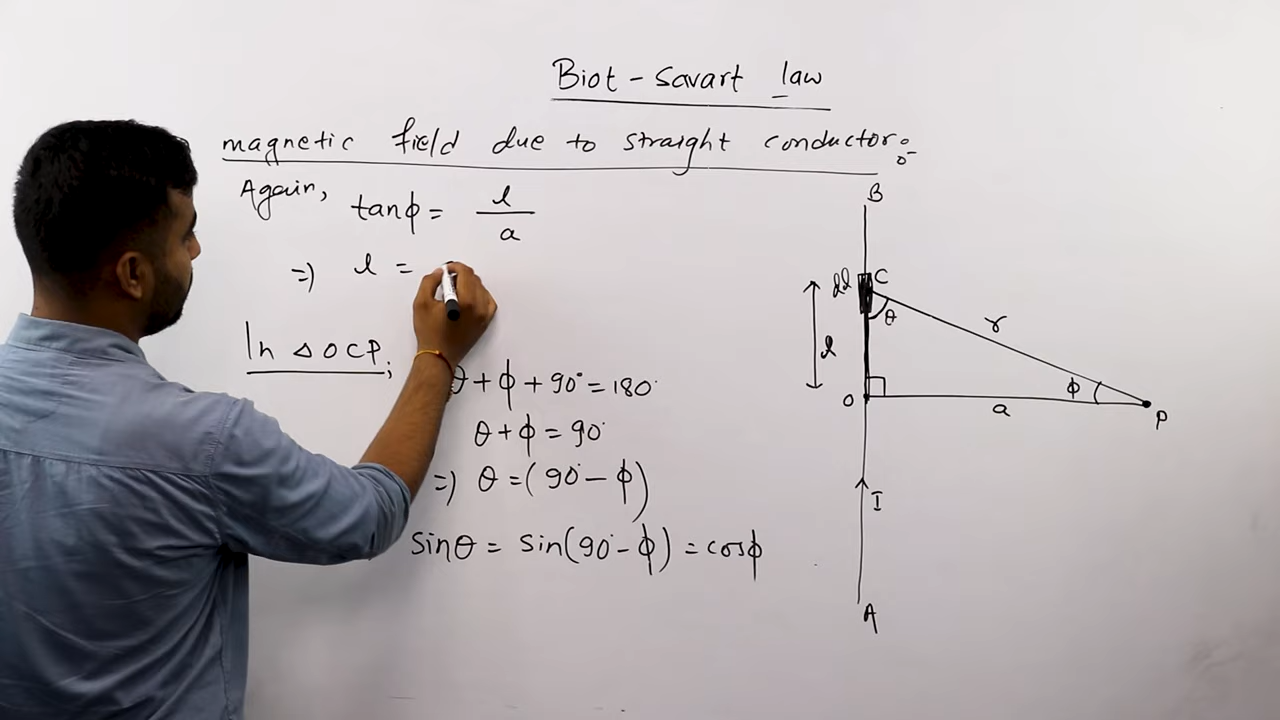 Biot - Savart law
magnetic field due to straight conductor:-
Again, tanϕ = l / a
=) l =
In △OCP;
θ + ϕ + 90° = 180°
θ + ϕ = 90°
=) θ = (90° - ϕ)
sinθ = sin(90° - ϕ) = cosϕ
B
dl C
θ
r
l
O
a
ϕ
P
I
A